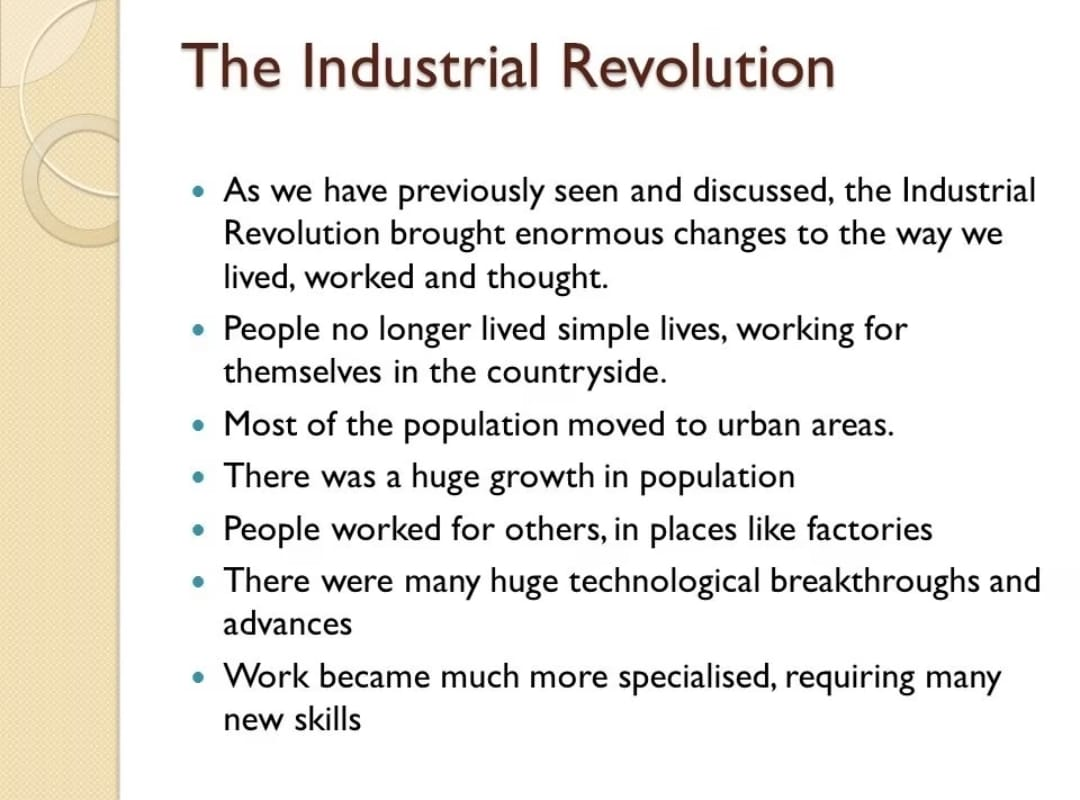 The Industrial Revolution
• As we have previously seen and discussed, the Industrial
Revolution brought enormous changes to the way we
lived, worked and thought.
• People no longer lived simple lives, working for
themselves in the countryside.
• Most of the population moved to urban areas.
• There was a huge growth in population
• People worked for others, in places like factories
• There were many huge technological breakthroughs and
advances
• Work became much more specialised, requiring many
new skills